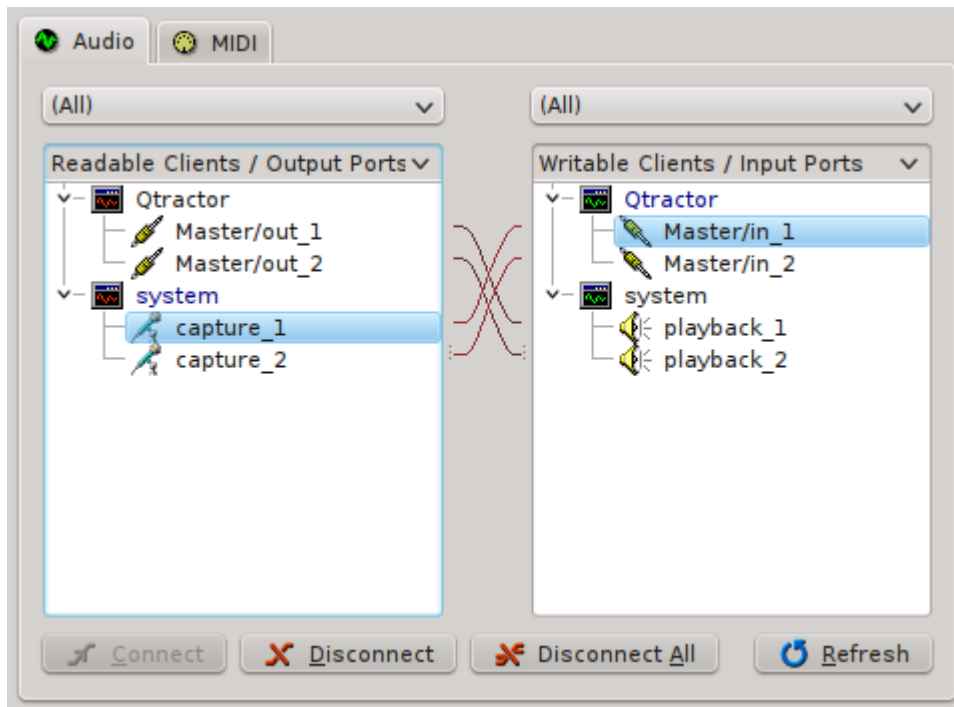 Audio MIDI
(All) (All)
Readable Clients / Output Ports Writable Clients / Input Ports
Qtractor Qtractor
Master/out_1 Master/in_1
Master/out_2 Master/in_2
system system
capture_1 playback_1
capture_2 playback_2
Connect Disconnect Disconnect All Refresh